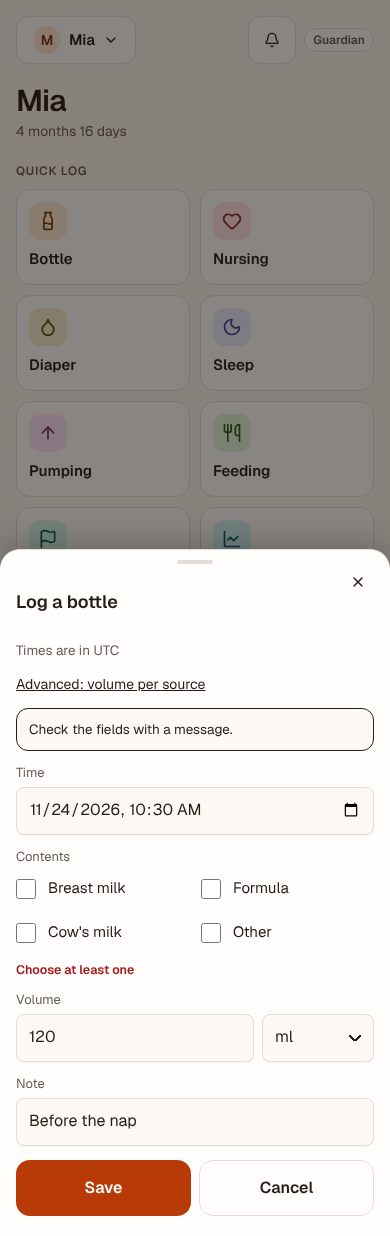 M Mia
Guardian
Mia
4 months 16 days
QUICK LOG
Bottle
Nursing
Diaper
Sleep
Pumping
Feeding
Log a bottle
Times are in UTC
Advanced: volume per source
Check the fields with a message.
Time
11/24/2026, 10:30 AM
Contents
Breast milk
Formula
Cow's milk
Other
Choose at least one
Volume
120
ml
Note
Before the nap
Save
Cancel